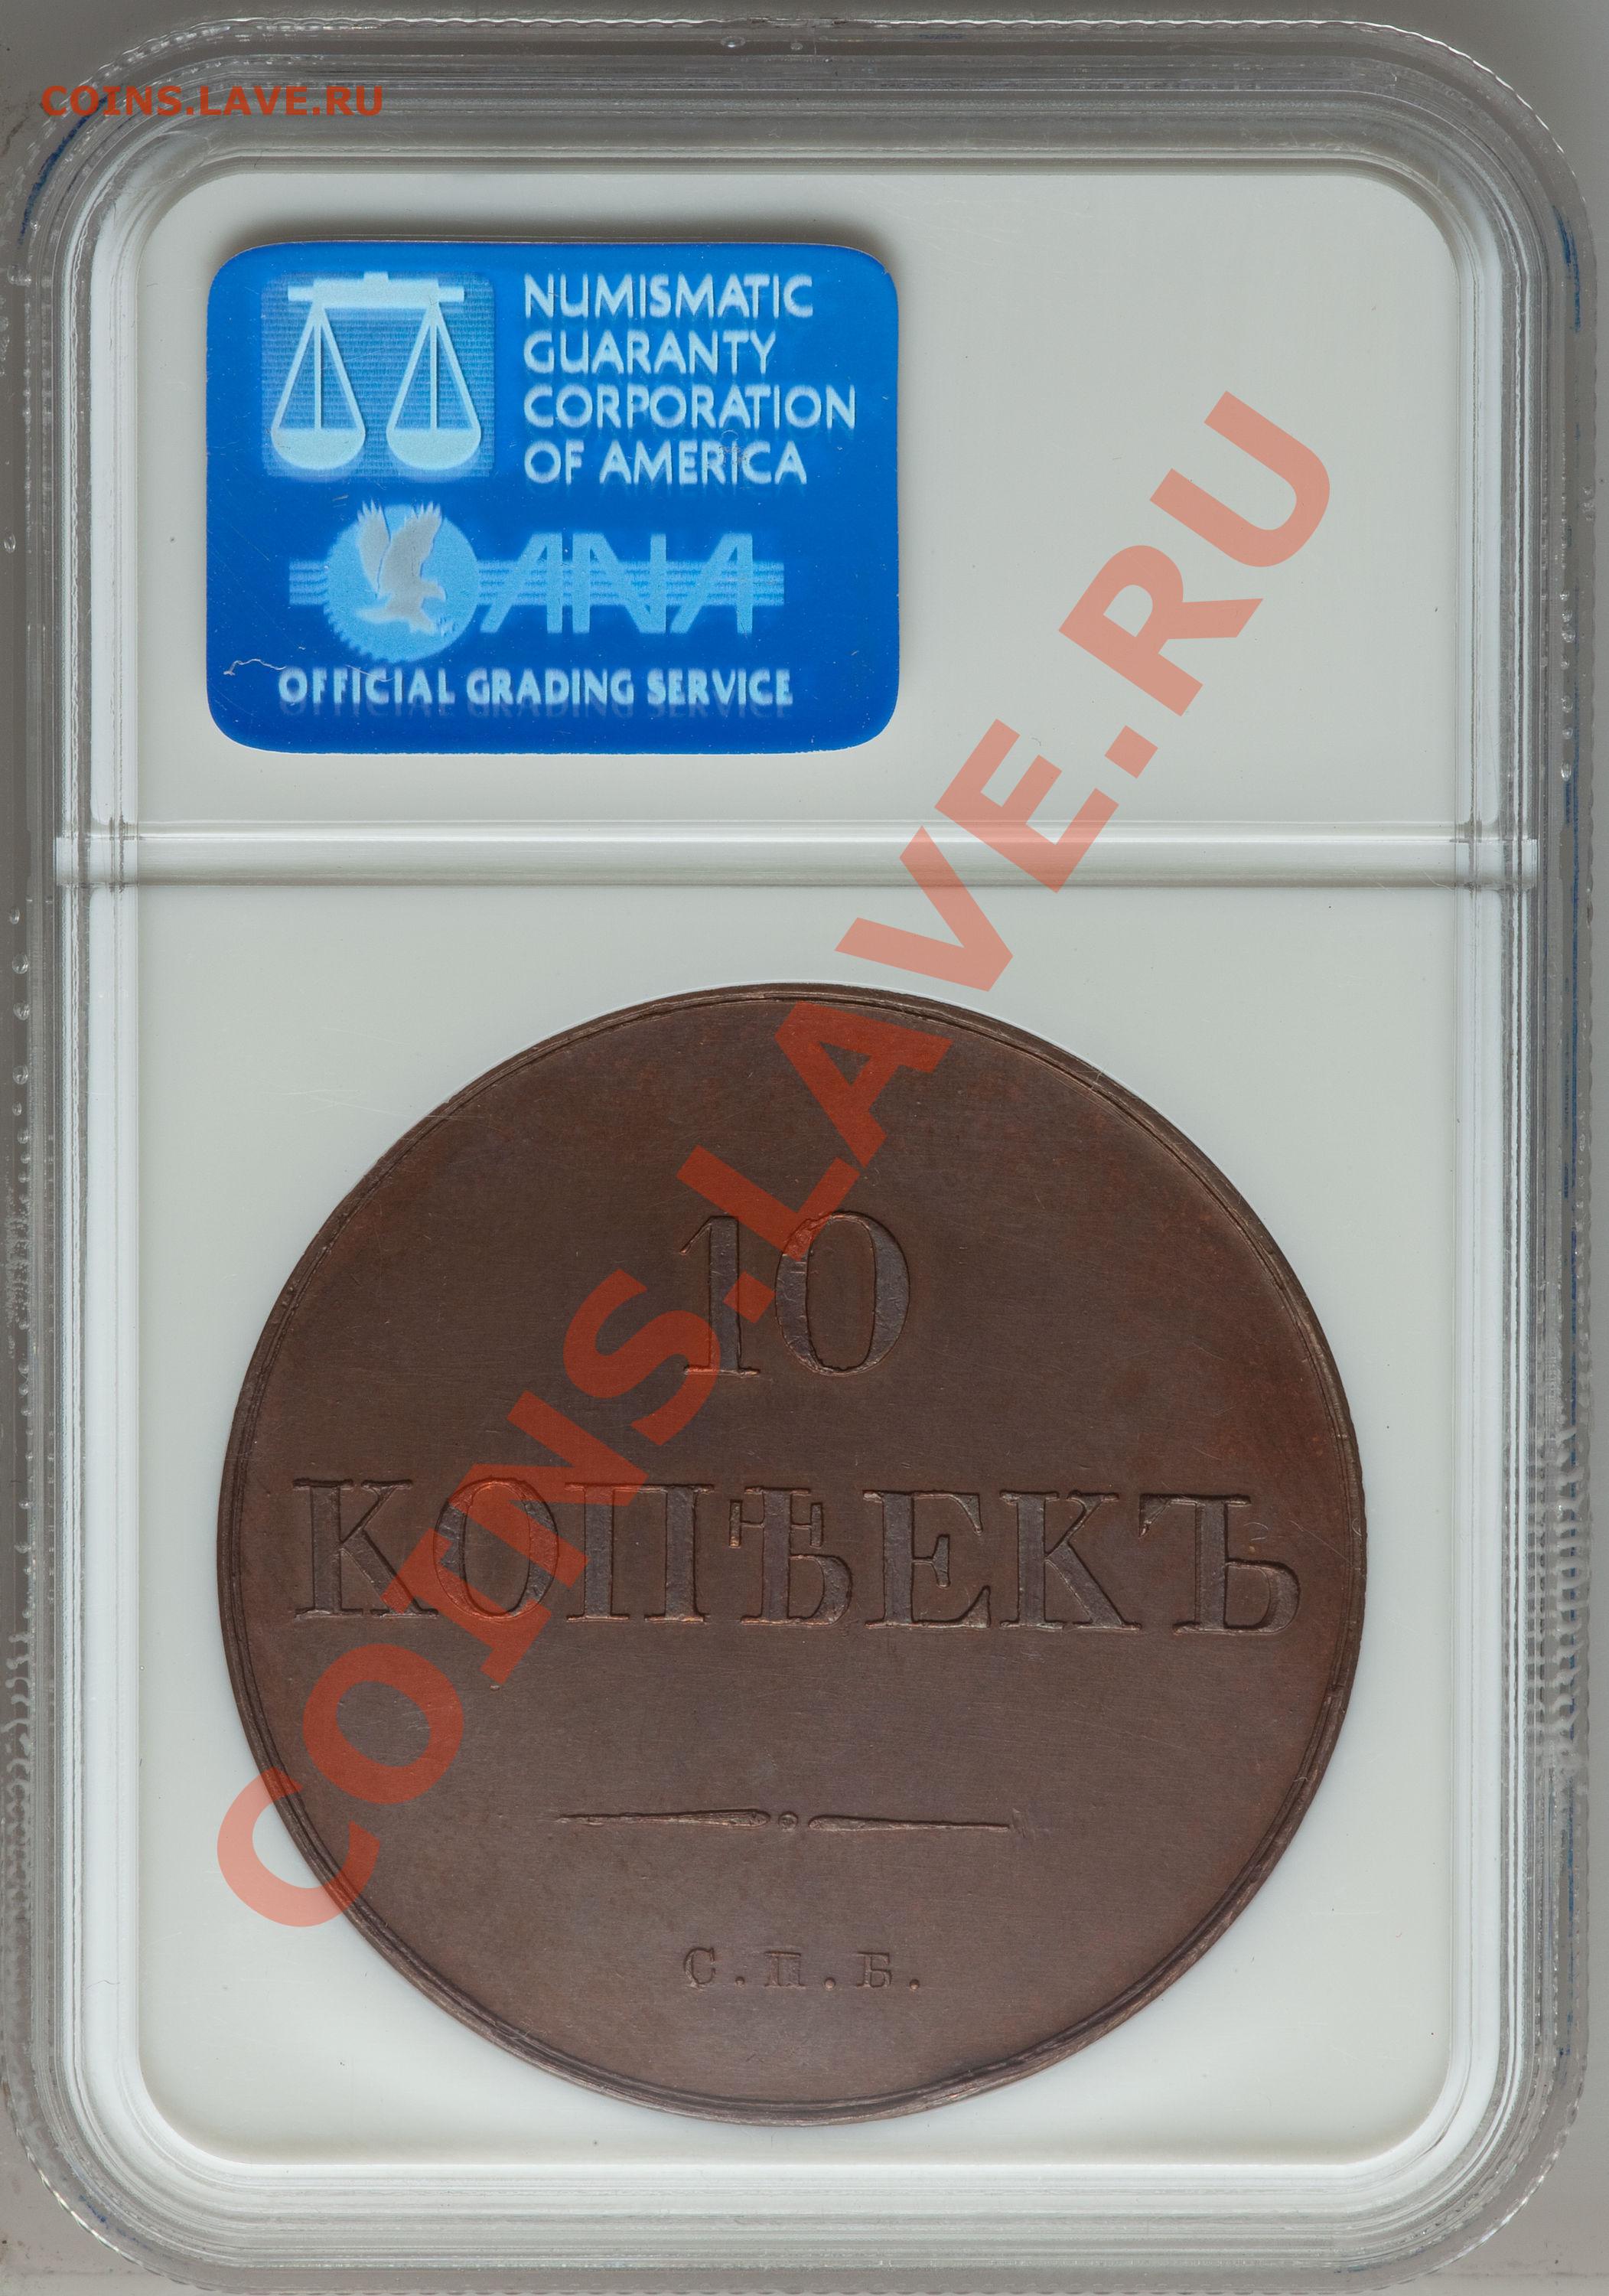 COINS.LAVE.RU
NUMISMATIC
GUARANTY
CORPORATION
OF AMERICA
ANA
OFFICIAL GRADING SERVICE
COINS.LAVE.RU
10
КОПѢЕКЪ
С.П.Б.